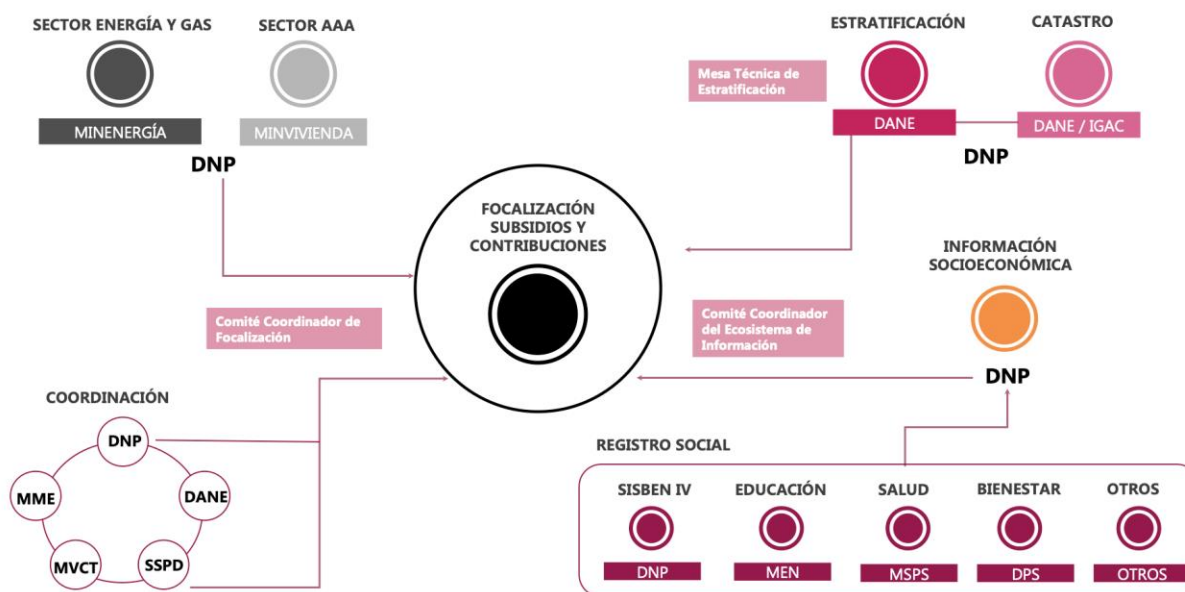 SECTOR ENERGÍA Y GAS
SECTOR AAA
MINENERGÍA
MINVIVIENDA
DNP
ESTRATIFICACIÓN
CATASTRO
Mesa Técnica de
Estratificación
DANE
DANE / IGAC
DNP
FOCALIZACIÓN
SUBSIDIOS Y
CONTRIBUCIONES
INFORMACIÓN
SOCIOECONÓMICA
Comité Coordinador de
Focalización
Comité Coordinador
del Ecosistema de
Información
DNP
COORDINACIÓN
DNP
MME
DANE
MVCT
SSPD
REGISTRO SOCIAL
SISBEN IV
EDUCACIÓN
SALUD
BIENESTAR
OTROS
DNP
MEN
MSPS
DPS
OTROS